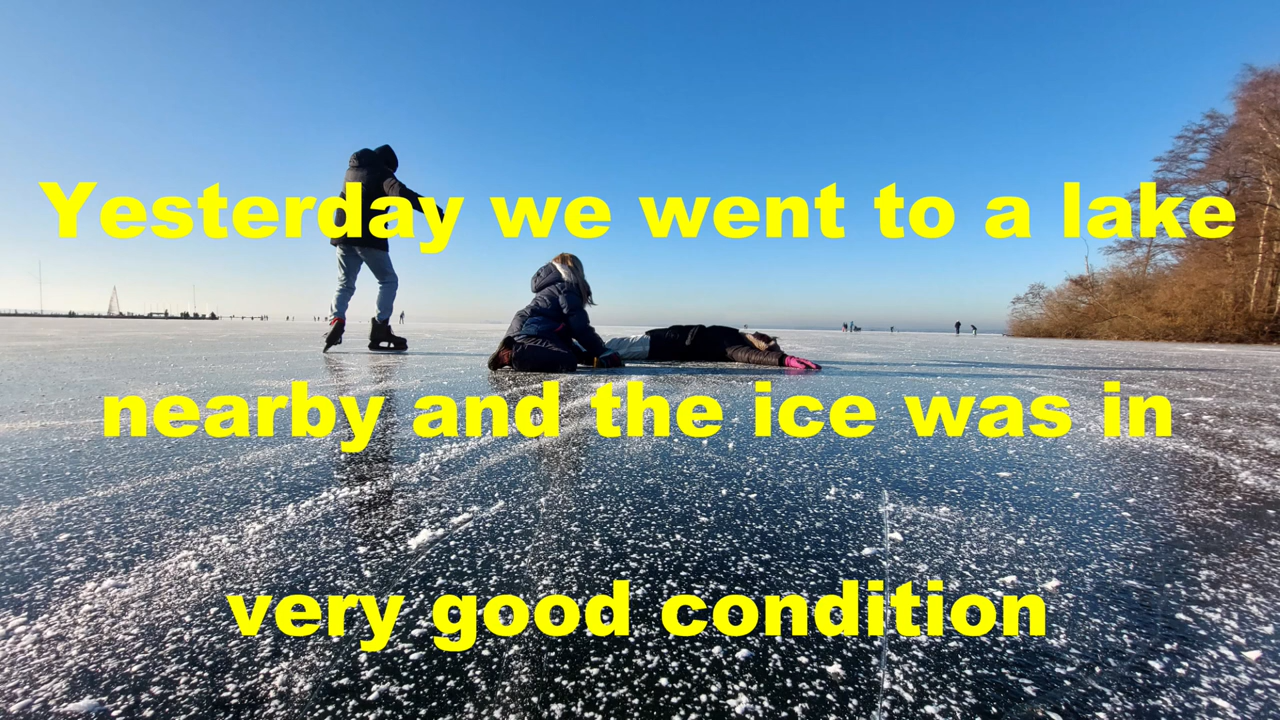 Yesterday we went to a lake
nearby and the ice was in
very good condition